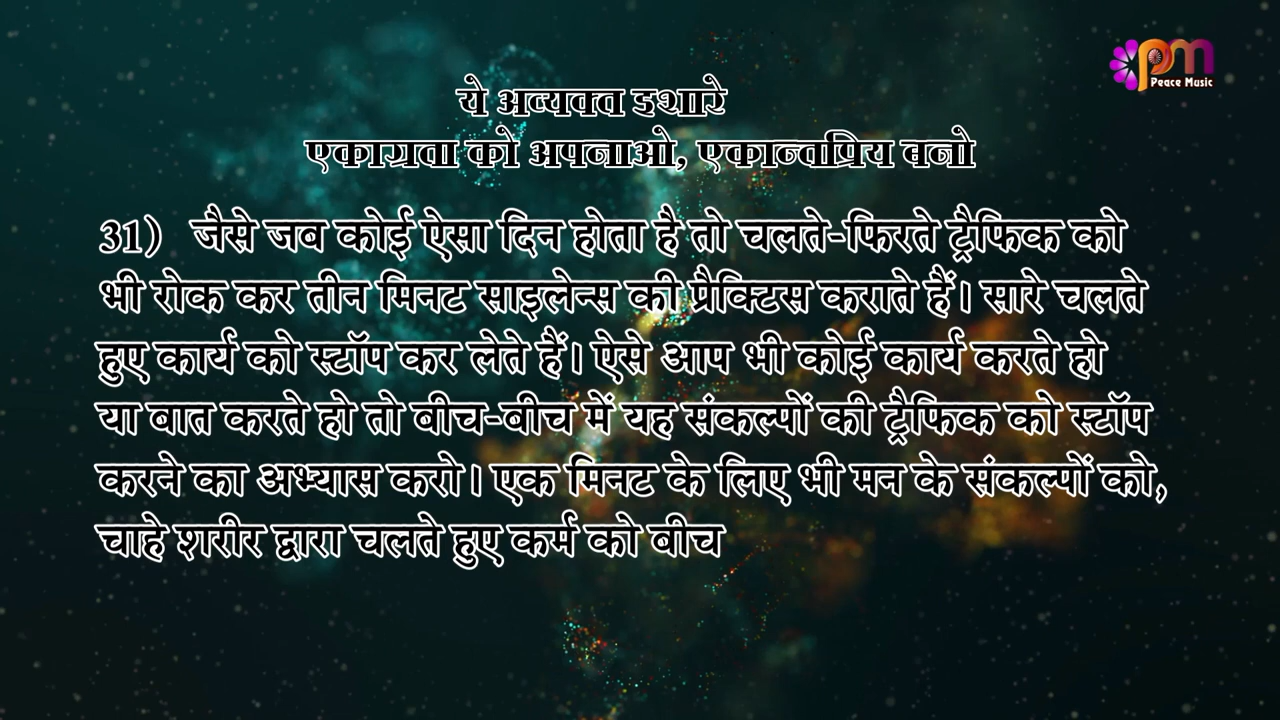 pm
Peace Music
ये अव्यक्त इशारे
एकाग्रता को अपनाओ, एकान्तप्रिय बनो
31) जैसे जब कोई ऐसा दिन होता है तो चलते-फिरते ट्रैफिक को
भी रोक कर तीन मिनट साइलेन्स की प्रैक्टिस कराते हैं। सारे चलते
हुए कार्य को स्टॉप कर लेते हैं। ऐसे आप भी कोई कार्य करते हो
या बात करते हो तो बीच-बीच में यह संकल्पों की ट्रैफिक को स्टॉप
करने का अभ्यास करो। एक मिनट के लिए भी मन के संकल्पों को,
चाहे शरीर द्वारा चलते हुए कर्म को बीच